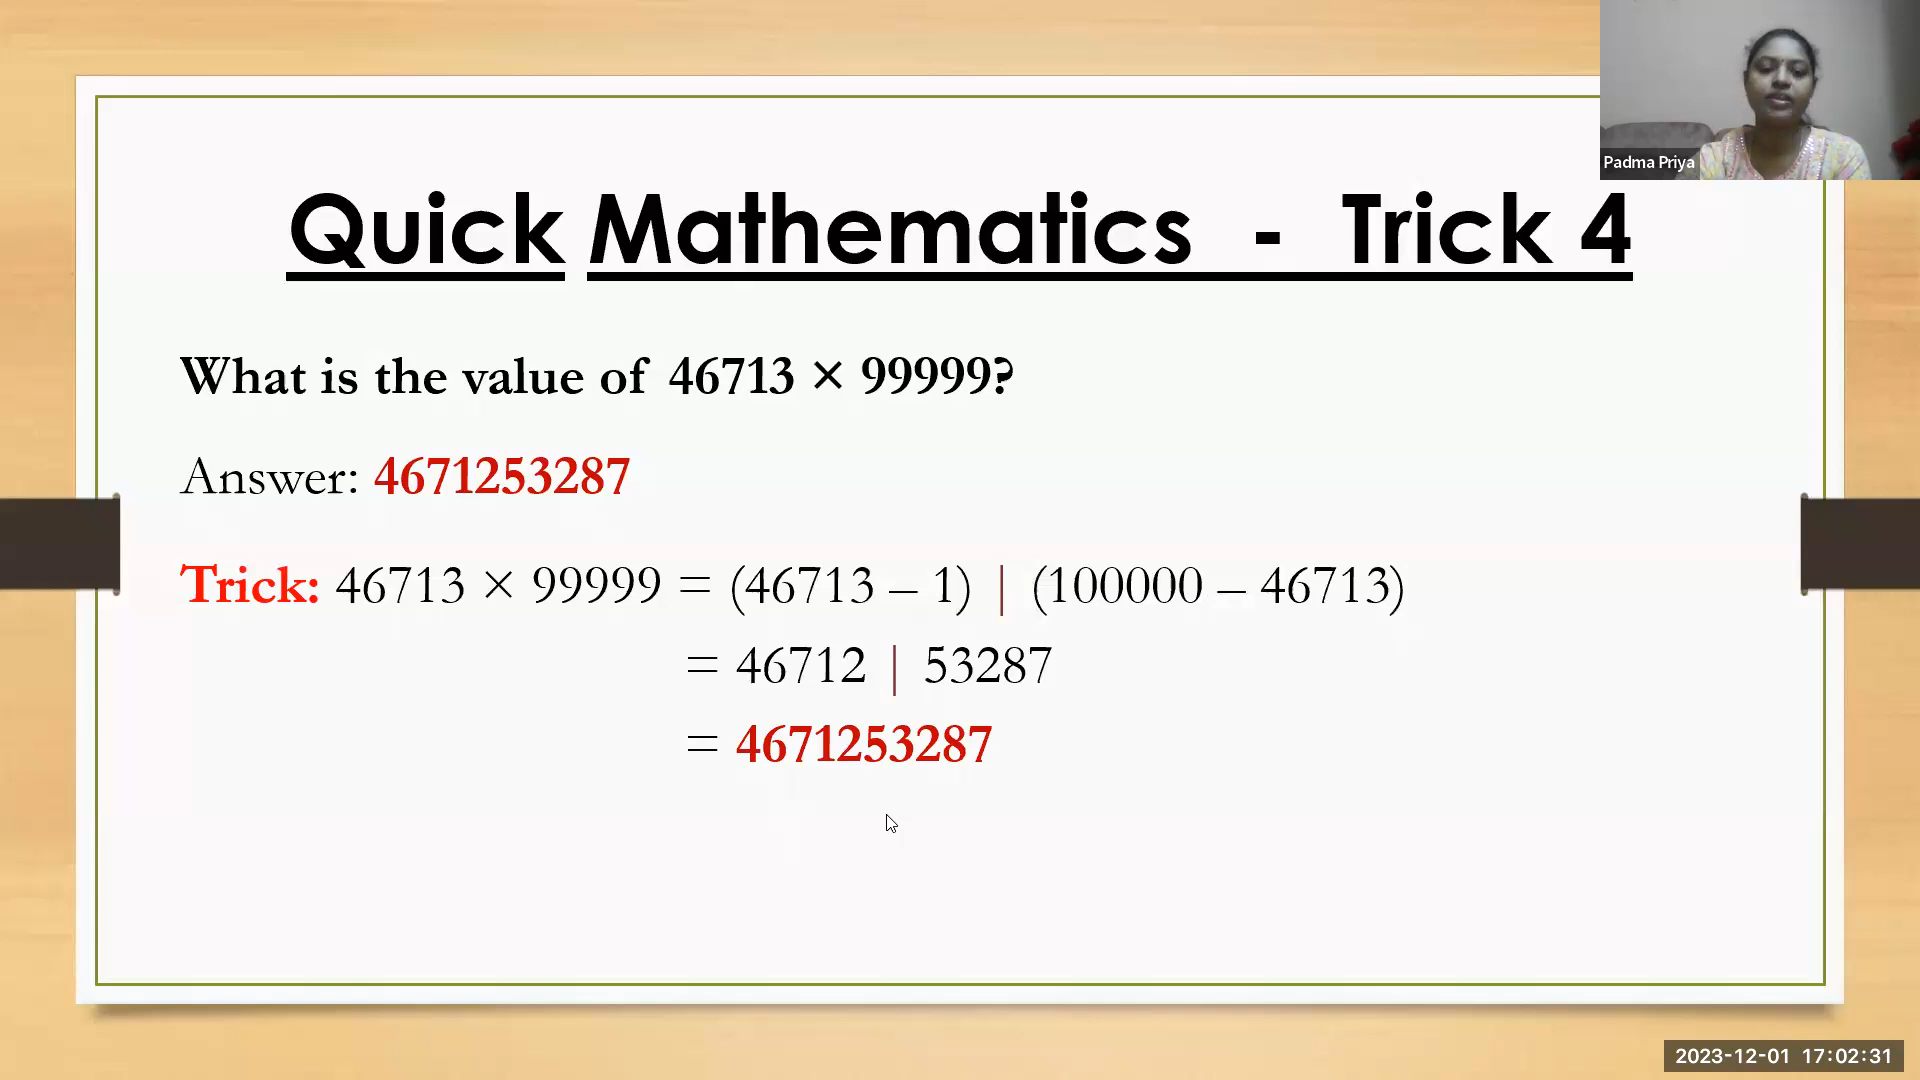 Padma Priya
Quick Mathematics - Trick 4
What is the value of 46713 × 99999?
Answer: 4671253287
Trick: 46713 × 99999 = (46713 – 1) | (100000 – 46713)
= 46712 | 53287
= 4671253287
2023-12-01 17:02:31